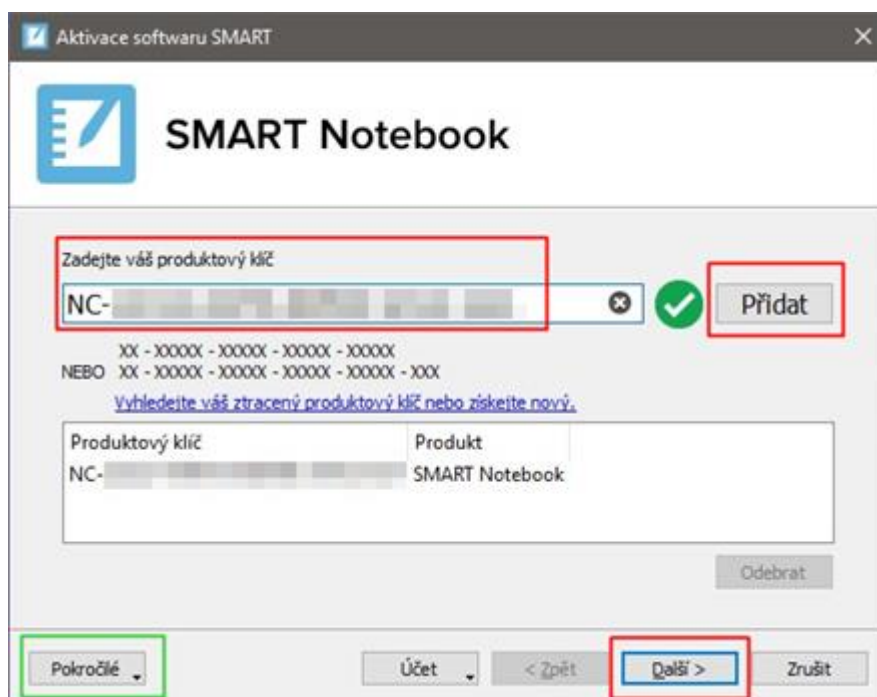 Aktivace softwaru SMART
SMART Notebook
Zadejte váš produktový klíč
NC-
Přidat
XX - XXXXX - XXXXX - XXXXX - XXXXX
NEBO XX - XXXXX - XXXXX - XXXXX - XXXXX - XXX
Vyhledejte váš ztracený produktový klíč nebo získejte nový.
Produktový klíč Produkt
NC- SMART Notebook
Odebrat
Pokročilé Účet < Zpět Další > Zrušit